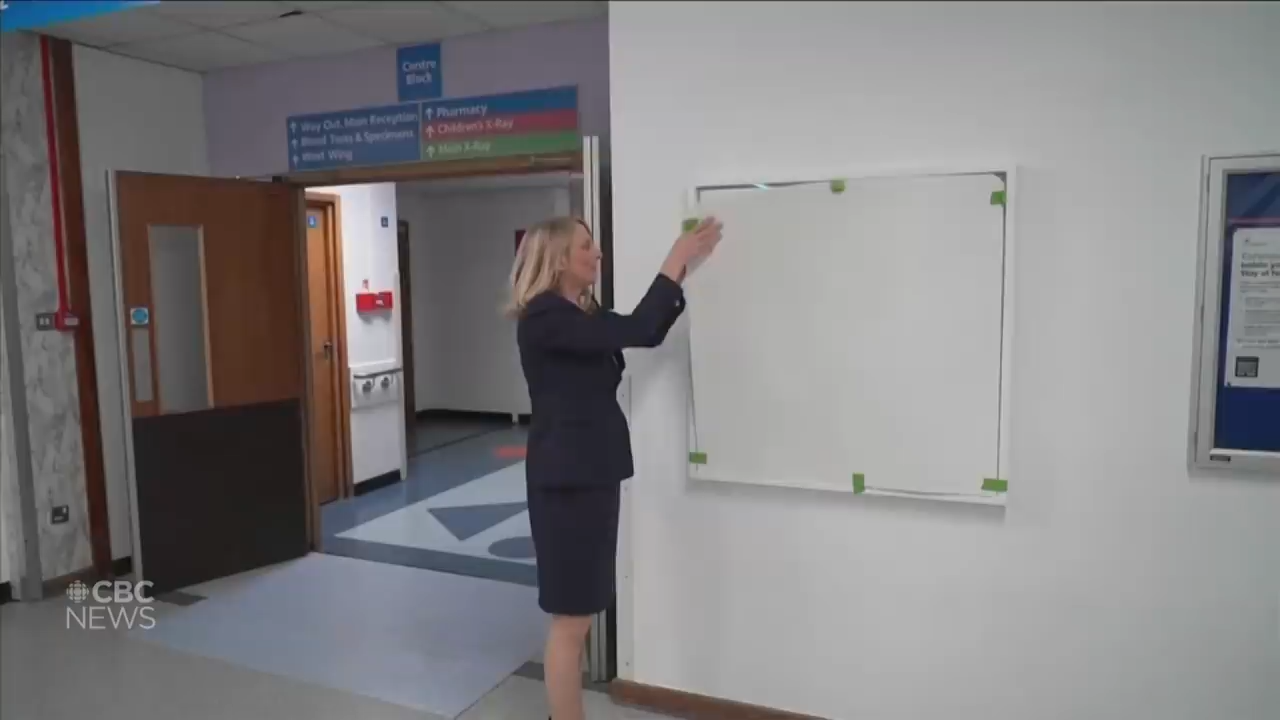 Centre
Block
Way Out, Main Reception
Blood Tests & Specimens
West Wing
Pharmacy
Children's X-Ray
Main X-Ray
CBC
NEWS